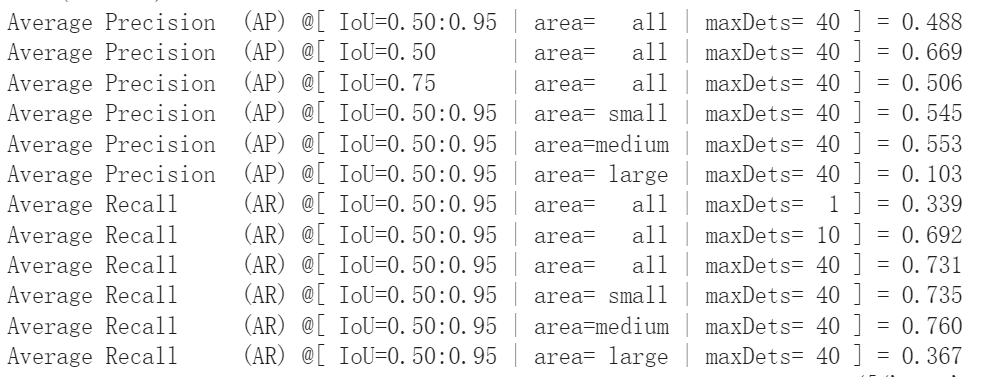 Average Precision (AP) @[ IoU=0.50:0.95 | area= all | maxDets= 40 ] = 0.488
Average Precision (AP) @[ IoU=0.50 | area= all | maxDets= 40 ] = 0.669
Average Precision (AP) @[ IoU=0.75 | area= all | maxDets= 40 ] = 0.506
Average Precision (AP) @[ IoU=0.50:0.95 | area= small | maxDets= 40 ] = 0.545
Average Precision (AP) @[ IoU=0.50:0.95 | area=medium | maxDets= 40 ] = 0.553
Average Precision (AP) @[ IoU=0.50:0.95 | area= large | maxDets= 40 ] = 0.103
Average Recall (AR) @[ IoU=0.50:0.95 | area= all | maxDets= 1 ] = 0.339
Average Recall (AR) @[ IoU=0.50:0.95 | area= all | maxDets= 10 ] = 0.692
Average Recall (AR) @[ IoU=0.50:0.95 | area= all | maxDets= 40 ] = 0.731
Average Recall (AR) @[ IoU=0.50:0.95 | area= small | maxDets= 40 ] = 0.735
Average Recall (AR) @[ IoU=0.50:0.95 | area=medium | maxDets= 40 ] = 0.760
Average Recall (AR) @[ IoU=0.50:0.95 | area= large | maxDets= 40 ] = 0.367